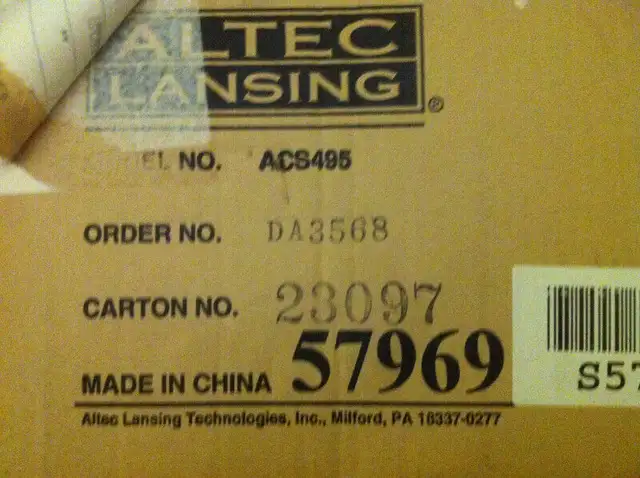 ALTEC
LANSING®
EL NO. ACS495
ORDER NO. DA3568
CARTON NO. 23097
57969
MADE IN CHINA
Altec Lansing Technologies, Inc., Milford, PA 18337-0277
S57